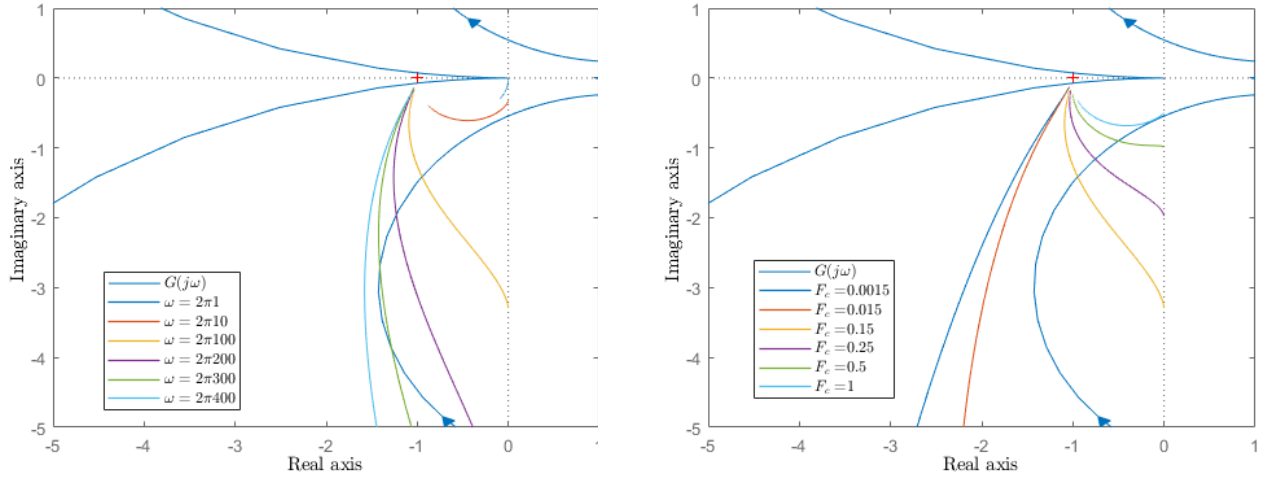 1
0
-1
-2
-3
-4
-5
Imaginary axis
G(jω)
ω = 2π1
ω = 2π10
ω = 2π100
ω = 2π200
ω = 2π300
ω = 2π400
-5 -4 -3 -2 -1 0 1
Real axis
1
0
-1
-2
-3
-4
-5
Imaginary axis
G(jω)
F_c =0.0015
F_c =0.015
F_c =0.15
F_c =0.25
F_c =0.5
F_c =1
-5 -4 -3 -2 -1 0 1
Real axis